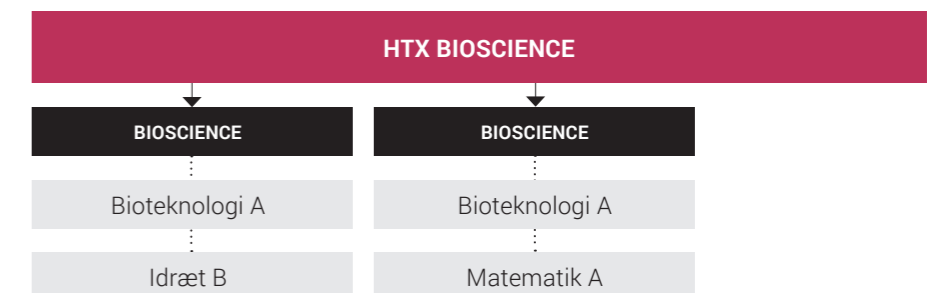 HTX BIOSCIENCE
BIOSCIENCE
Bioteknologi A
Idræt B
BIOSCIENCE
Bioteknologi A
Matematik A